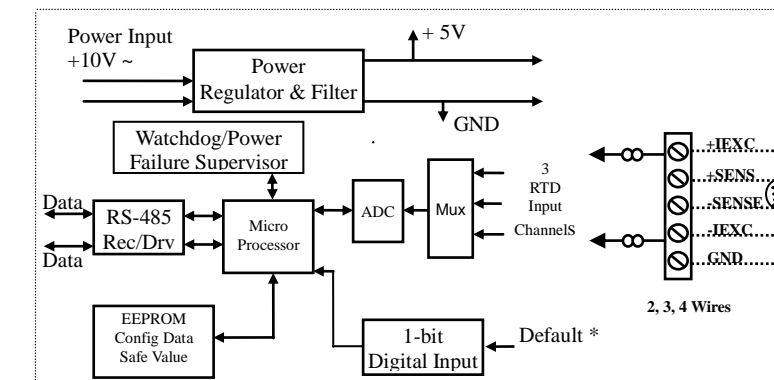 Power Input
+10V ~
+ 5V
Power
Regulator & Filter
GND
Watchdog/Power
Failure Supervisor
Data
Data
RS-485
Rec/Drv
Micro
Processor
ADC
Mux
3
RTD
Input
ChannelS
+IEXC
+SENS
-SENSE
-IEXC
GND
2, 3, 4 Wires
EEPROM
Config Data
Safe Value
1-bit
Digital Input
Default *